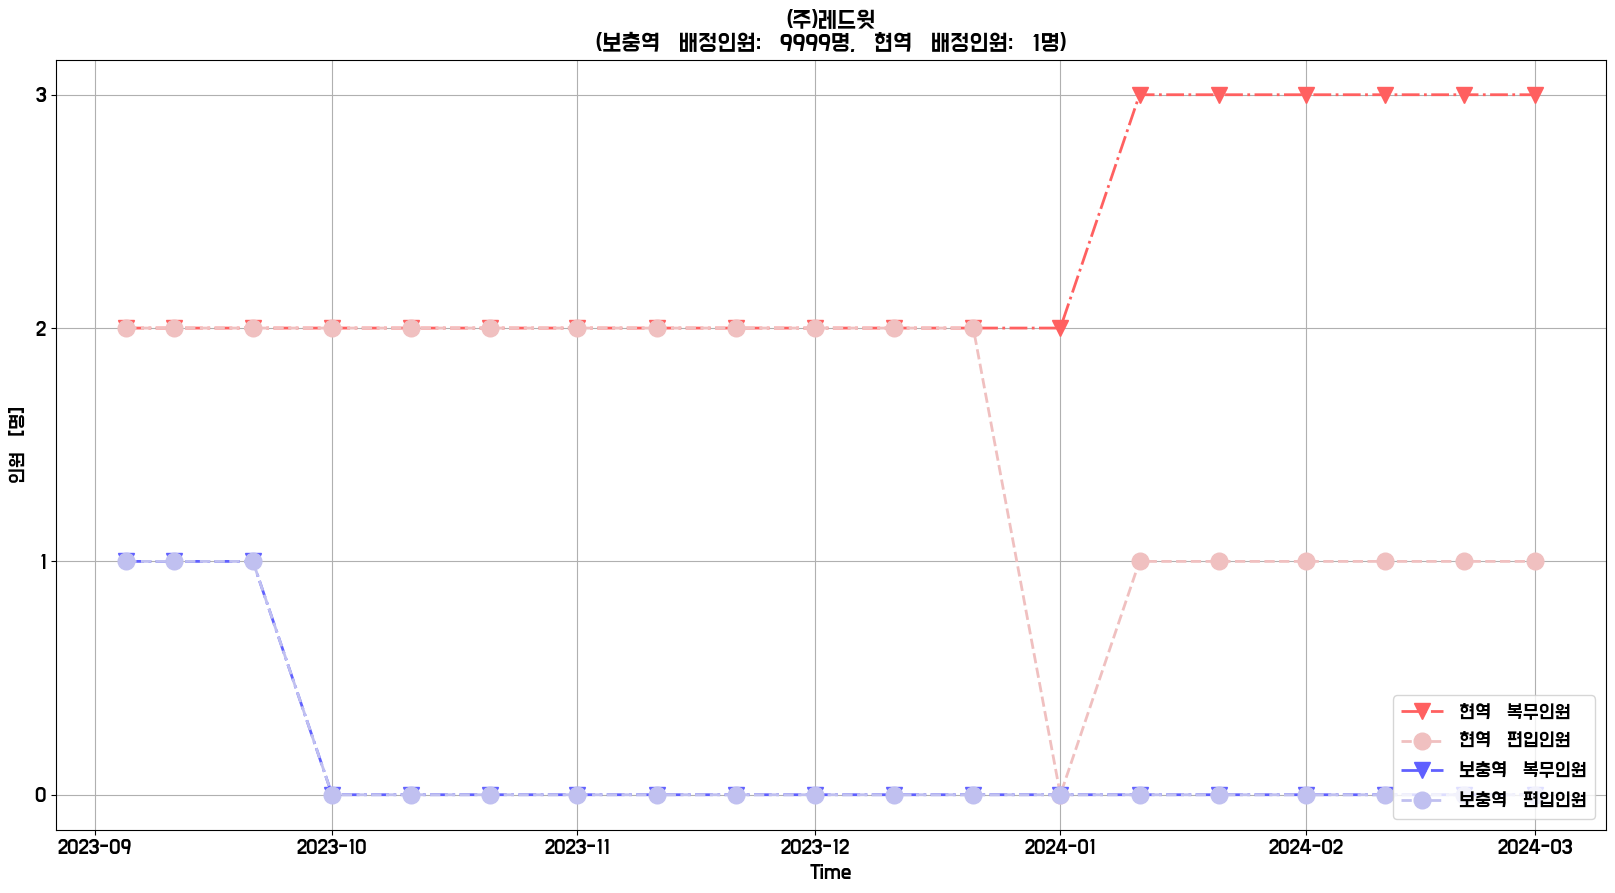 (주)레드윗
(보충역 배정인원: 9999명, 현역 배정인원: 1명)
인원 [명]
3
2
1
0
현역 복무인원
현역 편입인원
보충역 복무인원
보충역 편입인원
2023-09 2023-10 2023-11 2023-12 2024-01 2024-02 2024-03
Time